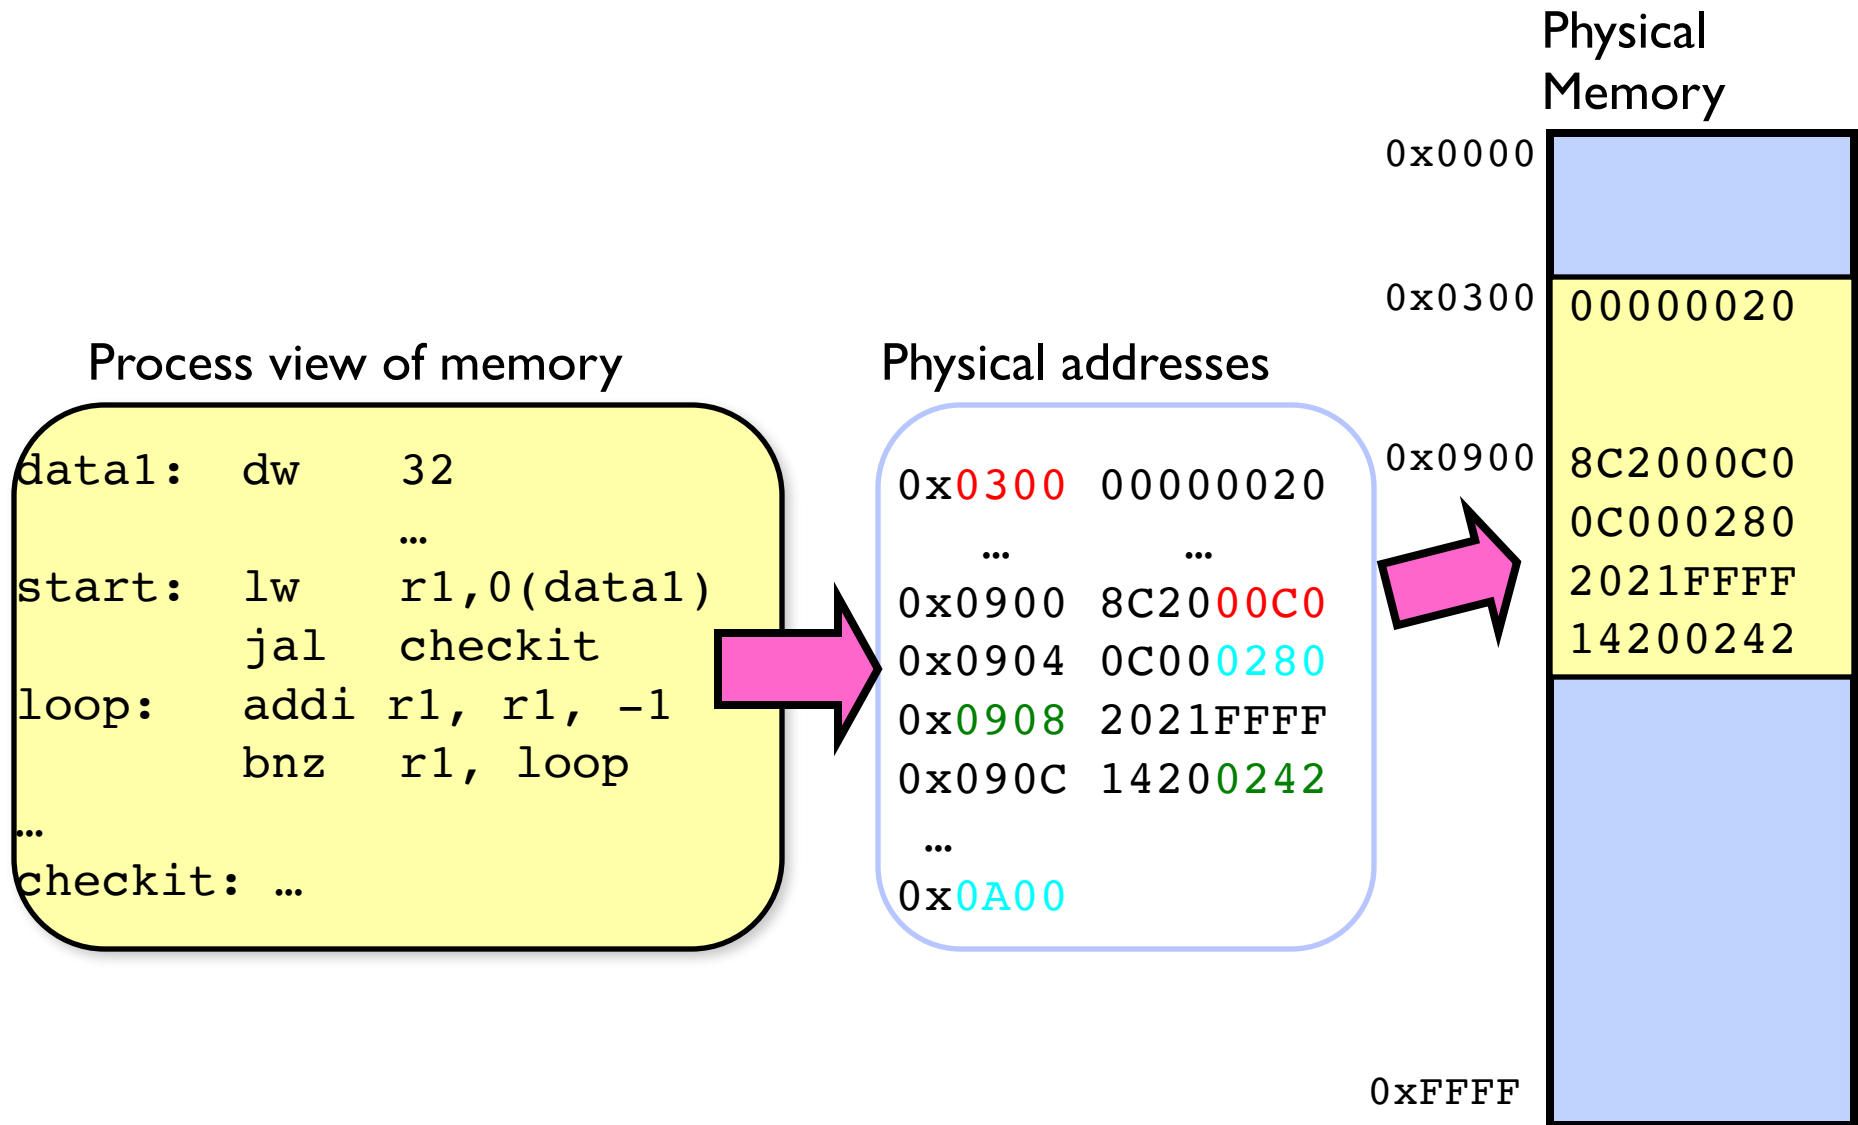 Process view of memory
data1: dw 32
…
start: lw r1,0(data1)
jal checkit
loop: addi r1, r1, -1
bnz r1, loop
…
checkit: …
Physical addresses
0x0300 00000020
… …
0x0900 8C2000C0
0x0904 0C000280
0x0908 2021FFFF
0x090C 14200242
…
0x0A00
Physical
Memory
0x0000
0x0300 00000020
0x0900 8C2000C0
0C000280
2021FFFF
14200242
0xFFFF